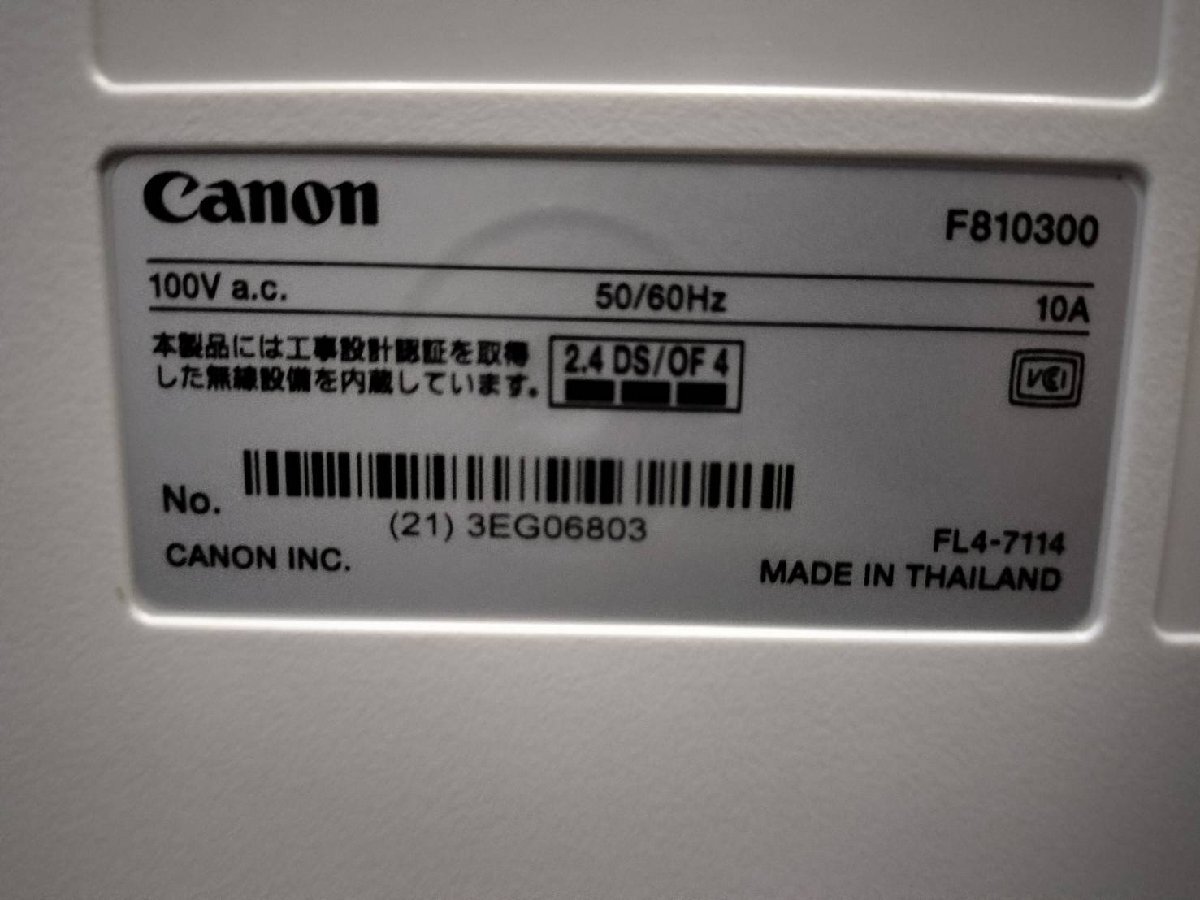 Canon
F810300
100V a.c. 50/60Hz 10A
本製品には工事設計認証を取得
した無線設備を内蔵しています。
2.4 DS/OF 4
VCI
No.
(21) 3EG06803
CANON INC.
FL4-7114
MADE IN THAILAND